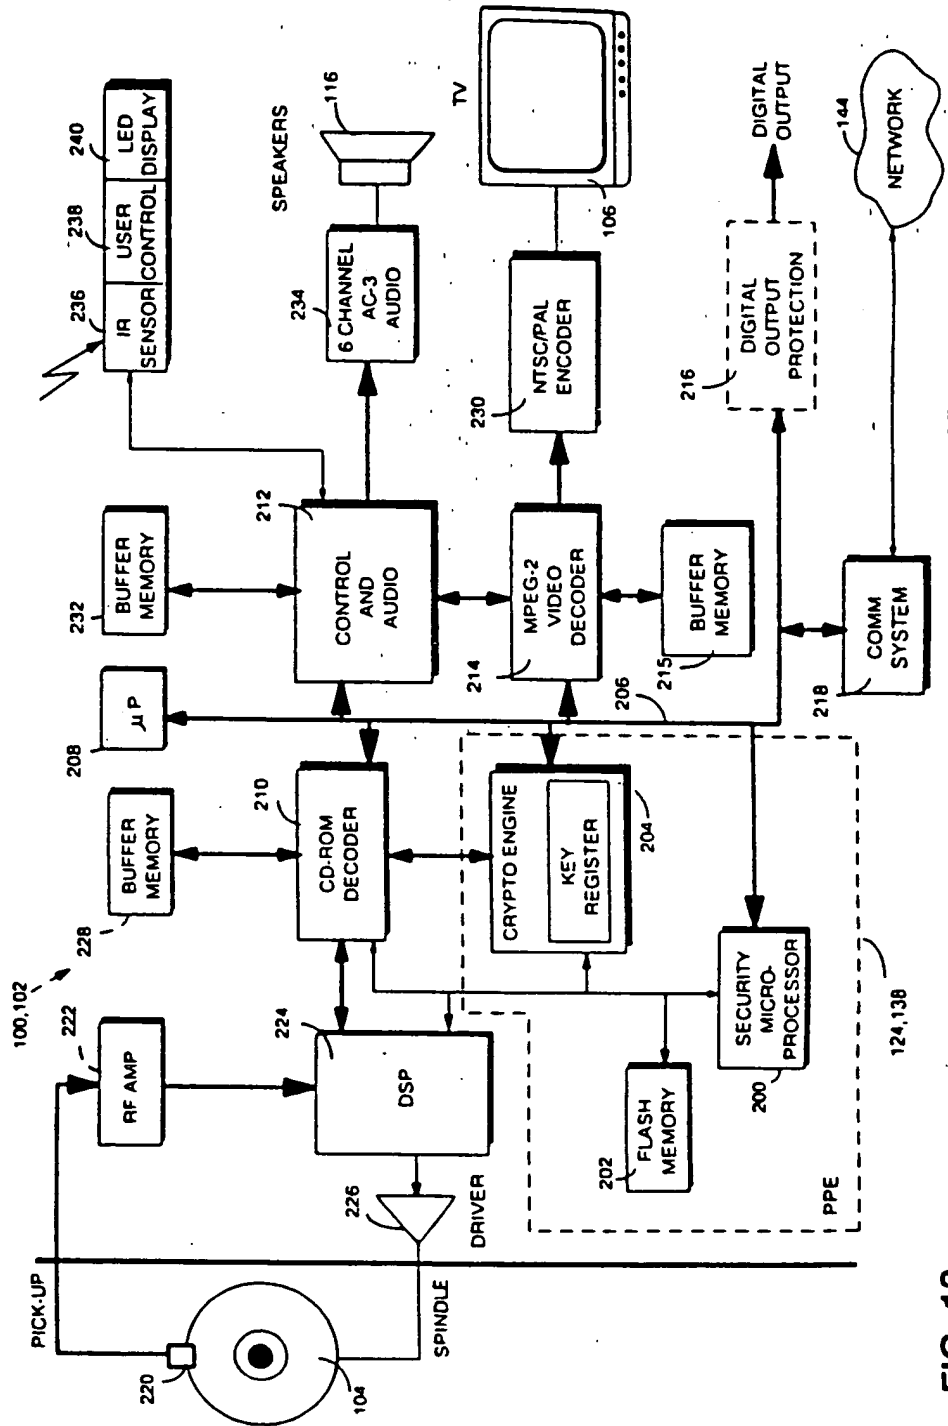 100,102
PICK-UP
220
104
SPINDLE
RF AMP
222
DSP
224
226
DRIVER
BUFFER
MEMORY
228
CD-ROM
DECODER
210
µP
208
BUFFER
MEMORY
232
CONTROL
AND
AUDIO
212
IR
SENSOR
236
USER
CONTROL
238
LED
DISPLAY
240
6 CHANNEL
AC-3
AUDIO
234
SPEAKERS
116
MPEG-2
VIDEO
DECODER
214
NTSC/PAL
ENCODER
230
TV
106
BUFFER
MEMORY
215
206
CRYPTO ENGINE
KEY
REGISTER
204
FLASH
MEMORY
202
SECURITY
MICRO-
PROCESSOR
200
PPE
124,138
DIGITAL
OUTPUT
PROTECTION
216
DIGITAL
OUTPUT
COMM
SYSTEM
218
NETWORK
144